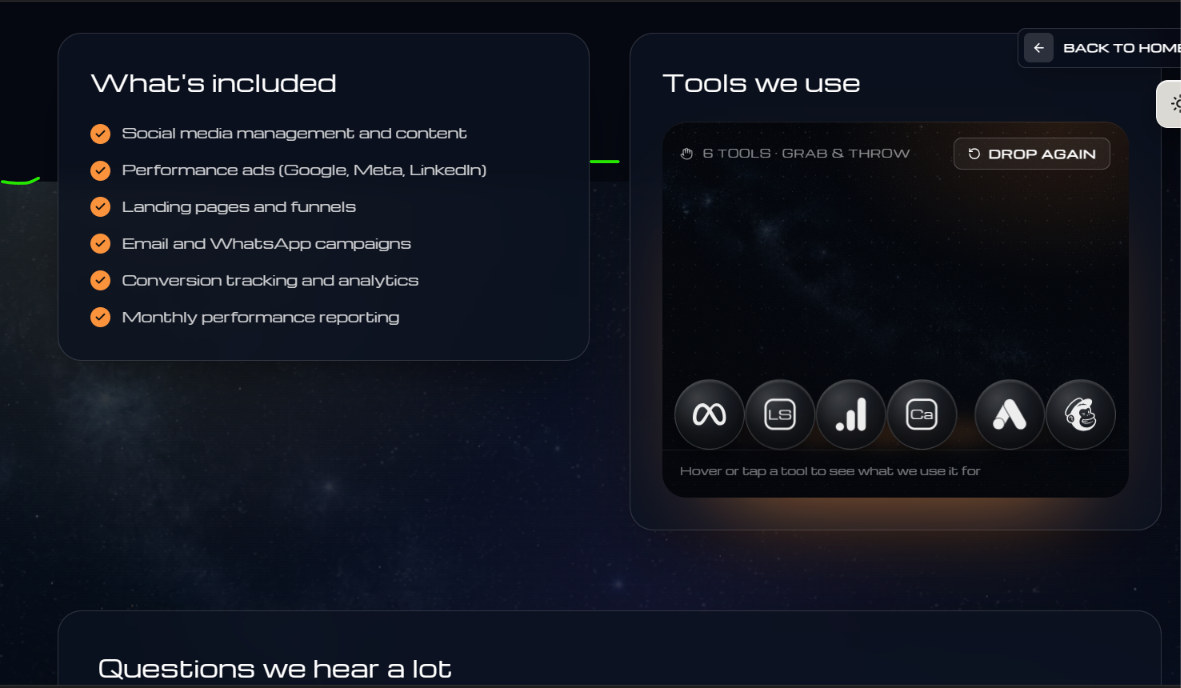 What's included
Social media management and content
Performance ads (Google, Meta, LinkedIn)
Landing pages and funnels
Email and WhatsApp campaigns
Conversion tracking and analytics
Monthly performance reporting
BACK TO HOME
Tools we use
6 TOOLS · GRAB & THROW
DROP AGAIN
LS
Ca
Hover or tap a tool to see what we use it for
Questions we hear a lot